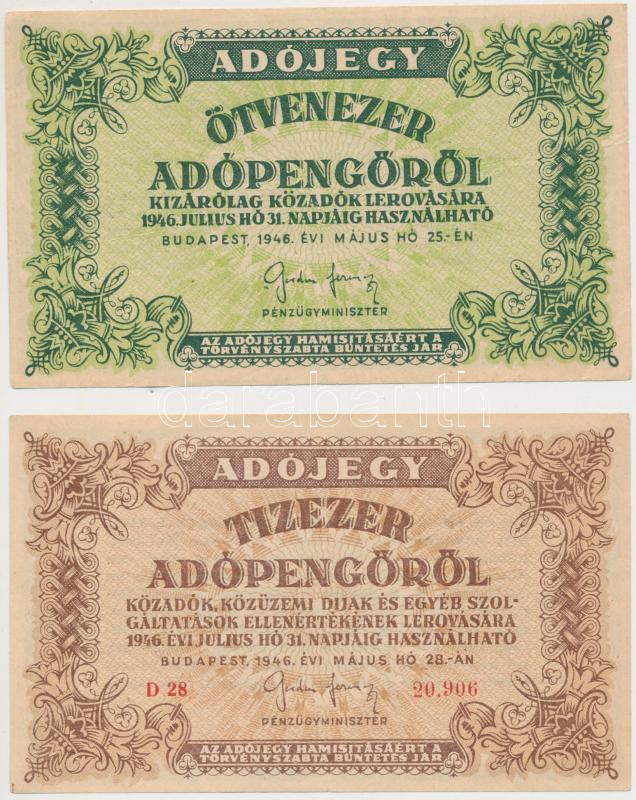 ADÓJEGY
ÖTVENEZER
ADÓPENGŐRŐL
KIZÁRÓLAG KÖZADÓK LEROVÁSÁRA
1946. JULIUS HÓ 31. NAPJÁIG HASZNÁLHATÓ
BUDAPEST, 1946. ÉVI MÁJUS HÓ 25.-ÉN
PÉNZÜGYMINISZTER
AZ ADÓJEGY HAMISITÁSÁÉRT A
TÖRVÉNYSZABTA BÜNTETÉS JÁR
darabanth
ADÓJEGY
TIZEZER
ADÓPENGŐRŐL
KÖZADÓK, KÖZÜZEMI DIJAK ÉS EGYÉB SZOL-
GÁLTATÁSOK ELLENÉRTÉKÉNEK LEROVÁSÁRA
1946. ÉVI JULIUS HÓ 31. NAPJÁIG HASZNÁLHATÓ
BUDAPEST, 1946. ÉVI MÁJUS HÓ 28.-ÁN
D 28 20.906
PÉNZÜGYMINISZTER
AZ ADÓJEGY HAMISITÁSÁÉRT A
TÖRVÉNYSZABTA BÜNTETÉS JÁR